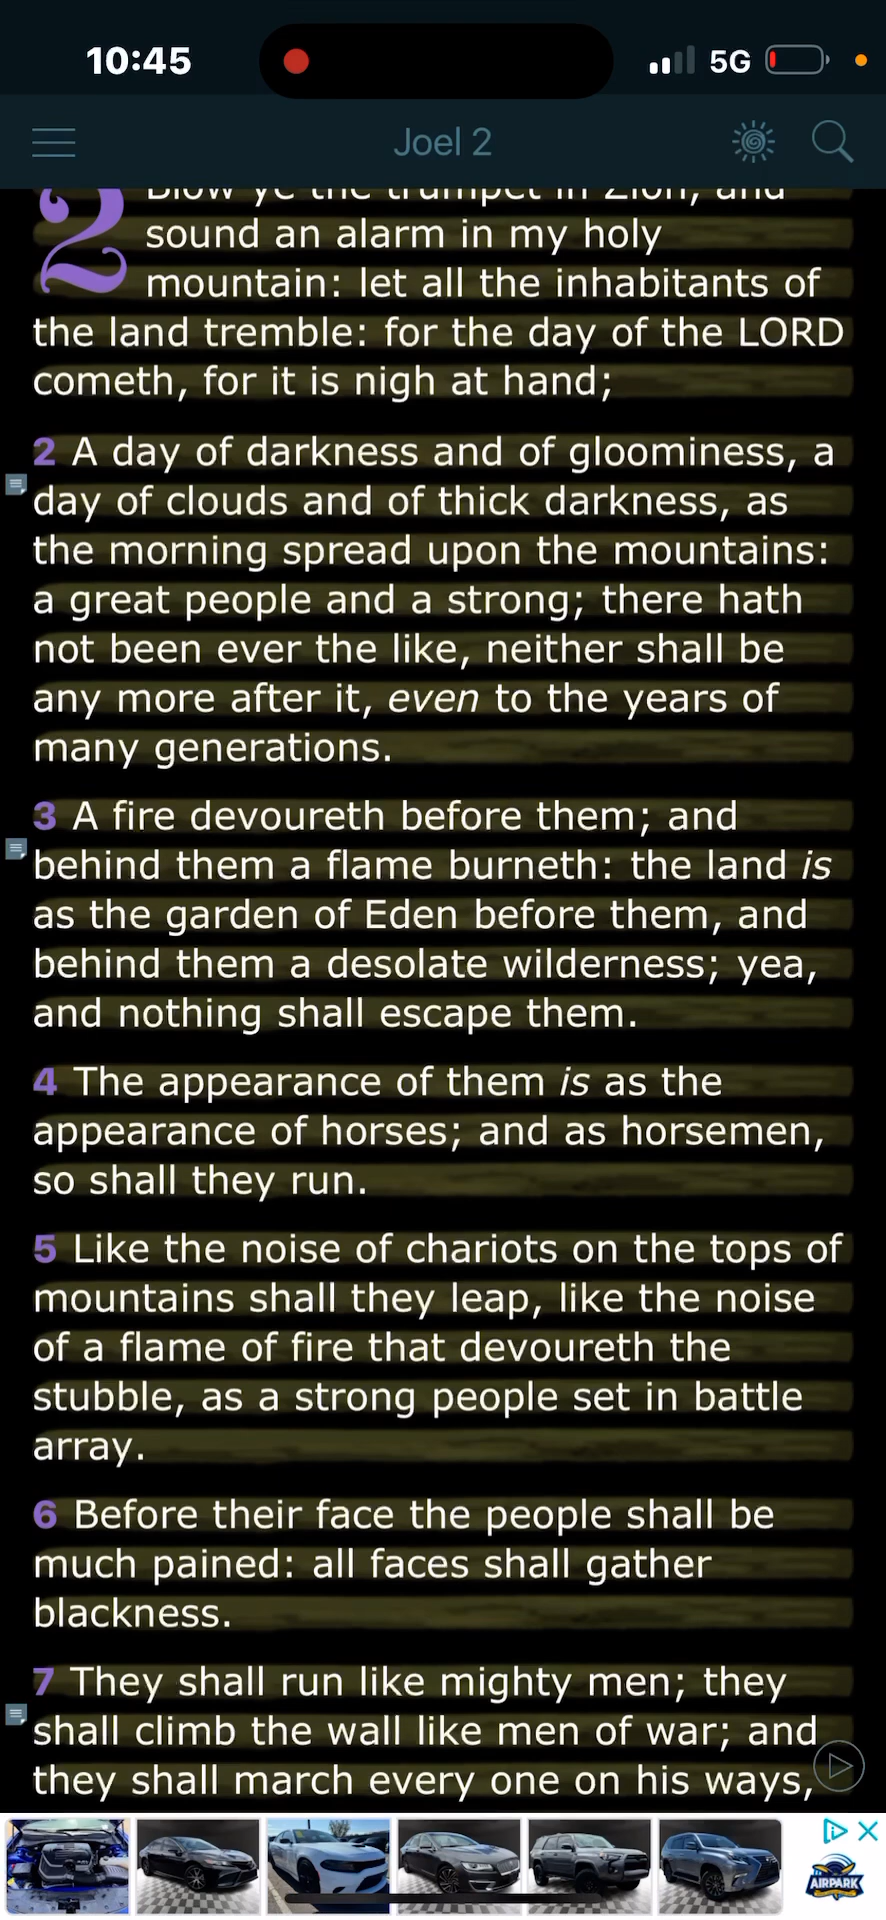 10:45
5G
Joel 2
2 Blow ye the trumpet in Zion, and
sound an alarm in my holy
mountain: let all the inhabitants of
the land tremble: for the day of the LORD
cometh, for it is nigh at hand;
2 A day of darkness and of gloominess, a
day of clouds and of thick darkness, as
the morning spread upon the mountains:
a great people and a strong; there hath
not been ever the like, neither shall be
any more after it, even to the years of
many generations.
3 A fire devoureth before them; and
behind them a flame burneth: the land is
as the garden of Eden before them, and
behind them a desolate wilderness; yea,
and nothing shall escape them.
4 The appearance of them is as the
appearance of horses; and as horsemen,
so shall they run.
5 Like the noise of chariots on the tops of
mountains shall they leap, like the noise
of a flame of fire that devoureth the
stubble, as a strong people set in battle
array.
6 Before their face the people shall be
much pained: all faces shall gather
blackness.
7 They shall run like mighty men; they
shall climb the wall like men of war; and
they shall march every one on his ways,
AIRPARK